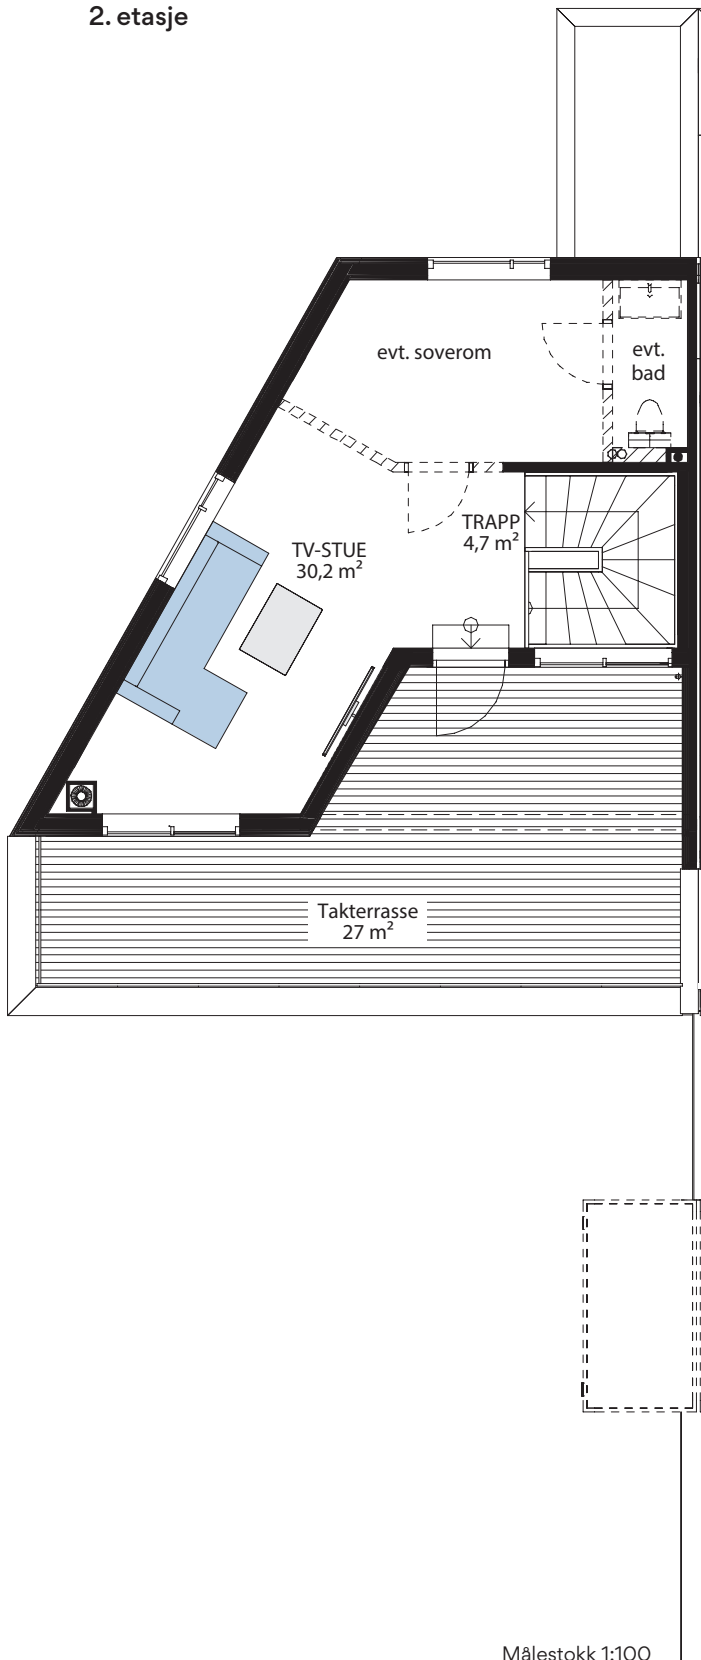 2. etasje
evt. soverom
evt.
bad
TRAPP
4,7 m²
TV-STUE
30,2 m²
Takterrasse
27 m²
Målestokk 1:100